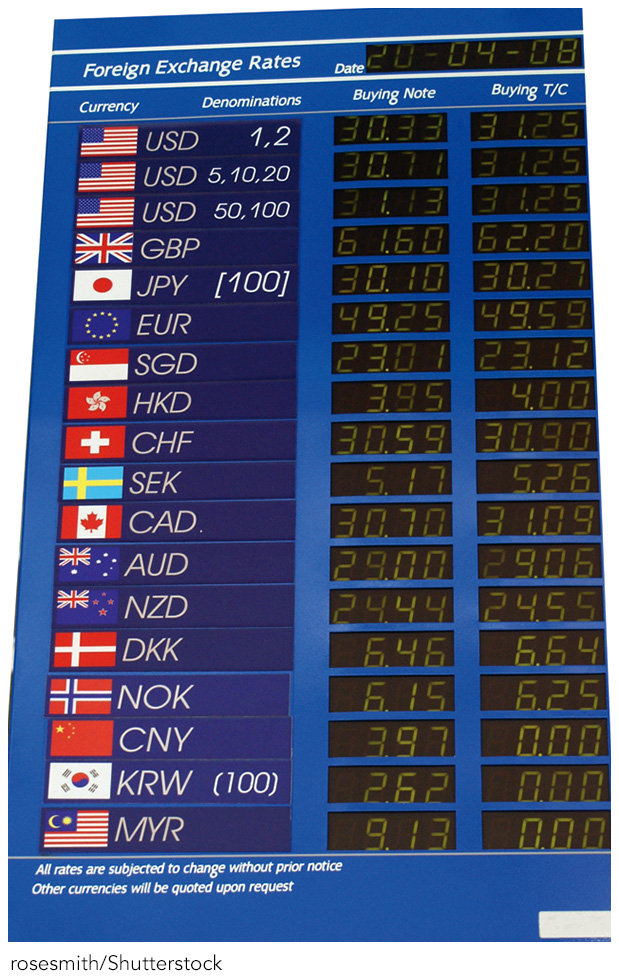 Foreign Exchange Rates Date 20-04-08
Currency Denominations Buying Note Buying T/C
USD 1,2 30.33 31.25
USD 5,10,20 30.71 31.25
USD 50,100 31.13 31.25
GBP 61.60 62.20
JPY [100] 30.10 30.27
EUR 49.25 49.59
SGD 23.01 23.12
HKD 3.95 4.00
CHF 30.59 30.90
SEK 5.17 5.26
CAD. 30.70 31.09
AUD 29.00 29.06
NZD 24.44 24.55
DKK 6.46 6.64
NOK 6.15 6.25
CNY 3.97 0.00
KRW (100) 2.62 0.00
MYR 9.13 0.00
All rates are subjected to change without prior notice
Other currencies will be quoted upon request
rosesmith/Shutterstock